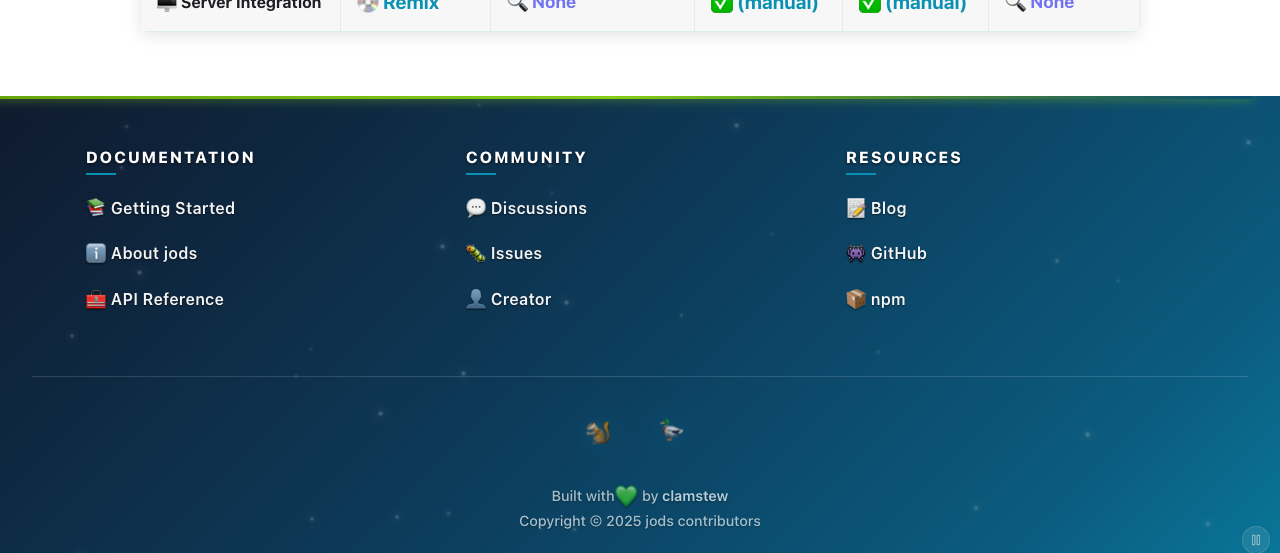 Server Integration Remix None (manual) (manual) None
DOCUMENTATION COMMUNITY RESOURCES
Getting Started Discussions Blog
About jods Issues GitHub
API Reference Creator npm
Built with💚 by clamstew
Copyright © 2025 jods contributors